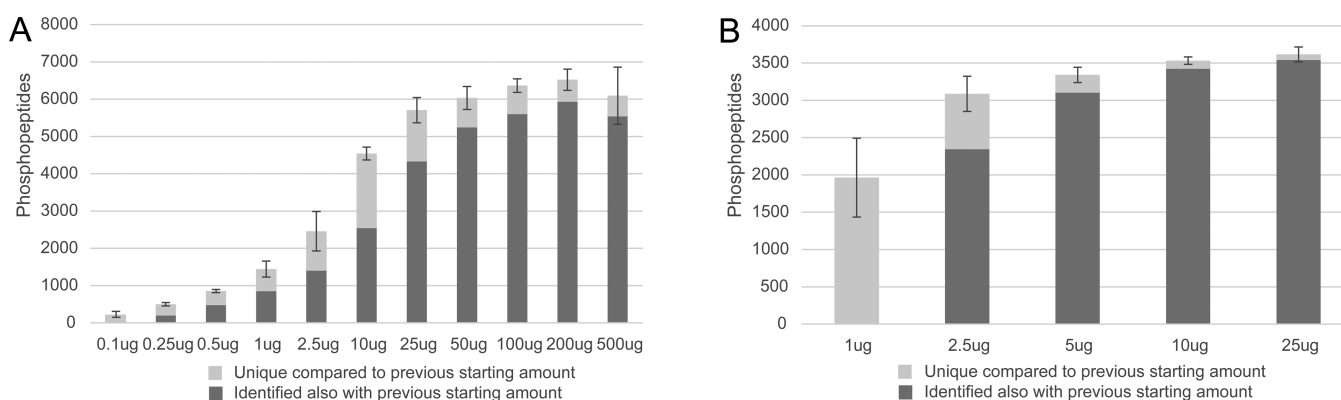 A
Phosphopeptides
8000
7000
6000
5000
4000
3000
2000
1000
0
0.1ug 0.25ug 0.5ug 1ug 2.5ug 10ug 25ug 50ug 100ug 200ug 500ug
Unique compared to previous starting amount
Identified also with previous starting amount
B
Phosphopeptides
4000
3500
3000
2500
2000
1500
1000
500
0
1ug 2.5ug 5ug 10ug 25ug
Unique compared to previous starting amount
Identified also with previous starting amount